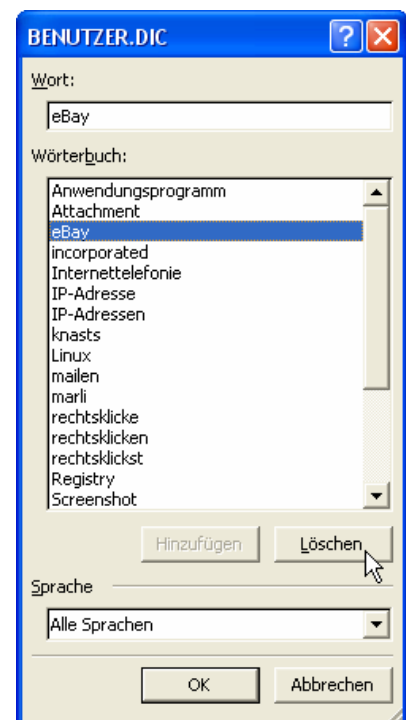 BENUTZER.DIC
Wort:
eBay
Wörterbuch:
Anwendungsprogramm
Attachment
eBay
incorporated
Internettelefonie
IP-Adresse
IP-Adressen
knasts
Linux
mailen
marli
rechtsklicke
rechtsklicken
rechtsklickst
Registry
Screenshot
Hinzufügen Löschen
Sprache
Alle Sprachen
OK Abbrechen